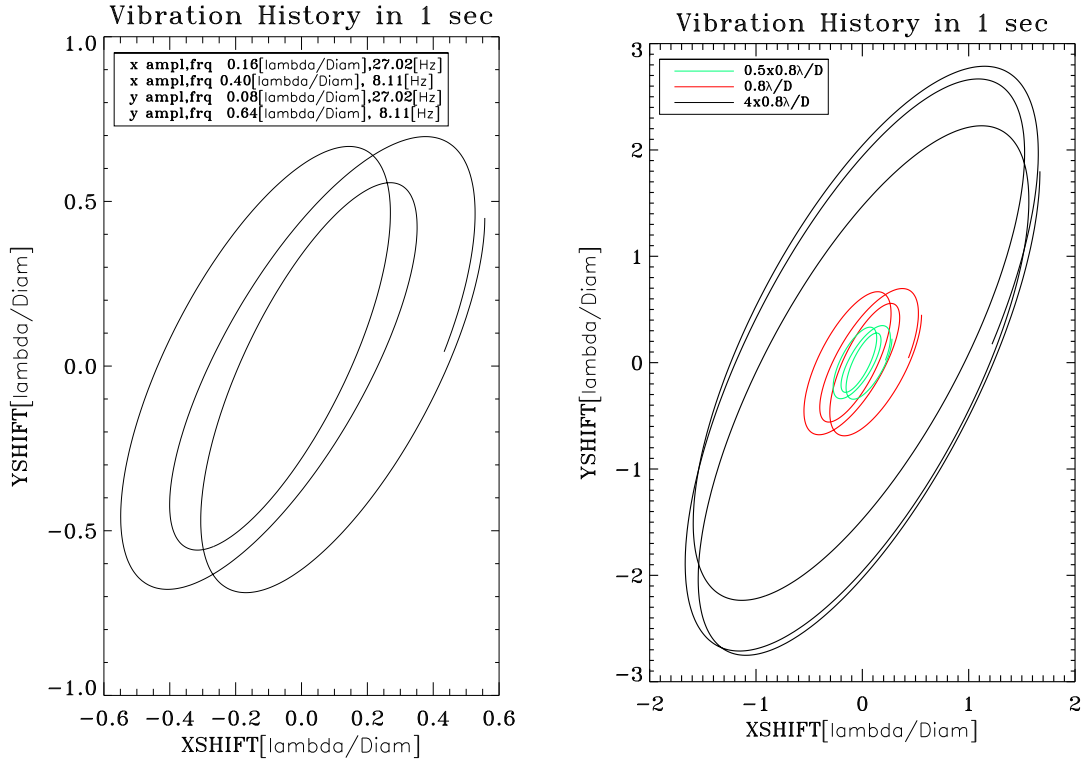 Vibration History in 1 sec
x ampl,frq 0.16[lambda/Diam],27.02[Hz]
x ampl,frq 0.40[lambda/Diam], 8.11[Hz]
y ampl,frq 0.08[lambda/Diam],27.02[Hz]
y ampl,frq 0.64[lambda/Diam], 8.11[Hz]
1.0
0.5
0.0
−0.5
−1.0
YSHIFT[lambda/Diam]
−0.6 −0.4 −0.2 0.0 0.2 0.4 0.6
XSHIFT[lambda/Diam]
Vibration History in 1 sec
0.5x0.8λ/D
0.8λ/D
4x0.8λ/D
3
2
1
0
−1
−2
−3
YSHIFT[lambda/Diam]
−2 −1 0 1 2
XSHIFT[lambda/Diam]